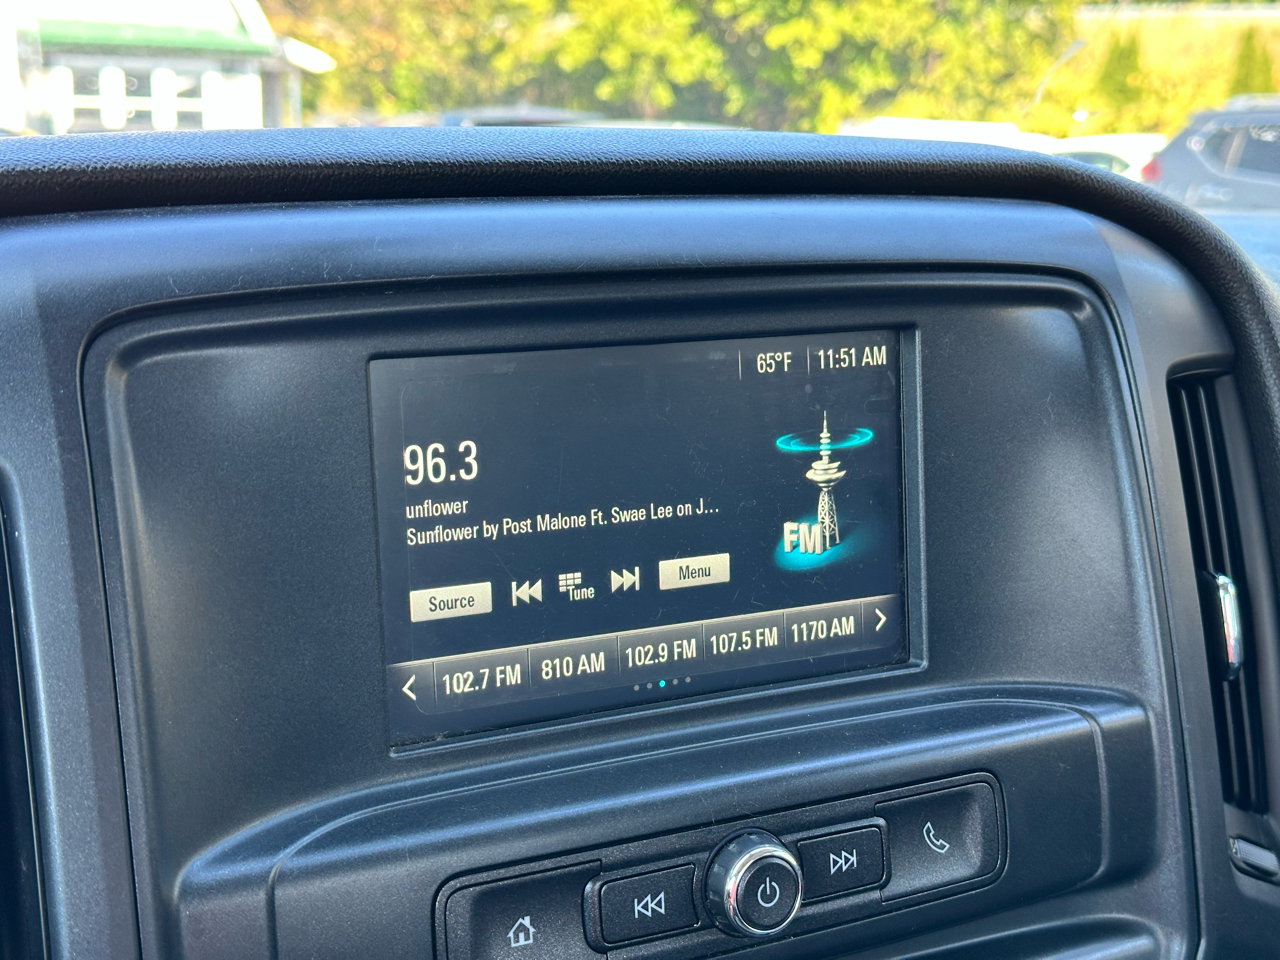 65°F 11:51 AM
96.3
unflower
Sunflower by Post Malone Ft. Swae Lee on J...
FM
Source Tune Menu
102.7 FM 810 AM 102.9 FM 107.5 FM 1170 AM